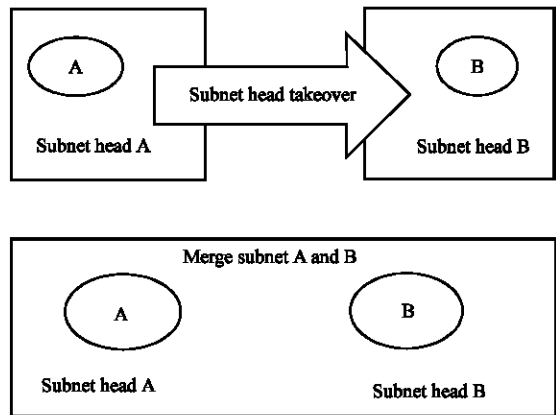 A
B
Subnet head takeover
Subnet head A
Subnet head B
Merge subnet A and B
A
B
Subnet head A
Subnet head B